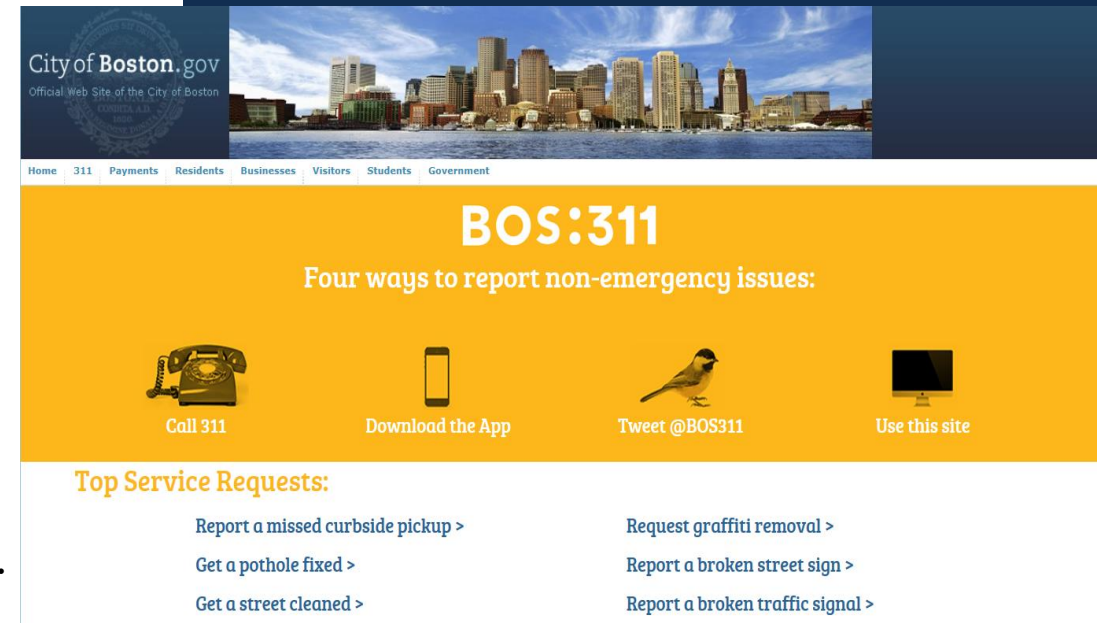 City of Boston.gov
Official Web Site of the City of Boston
Home 311 Payments Residents Businesses Visitors Students Government
BOS:311
Four ways to report non-emergency issues:
Call 311 Download the App Tweet @BOS311 Use this site
Top Service Requests:
Report a missed curbside pickup > Request graffiti removal >
Get a pothole fixed > Report a broken street sign >
Get a street cleaned > Report a broken traffic signal >